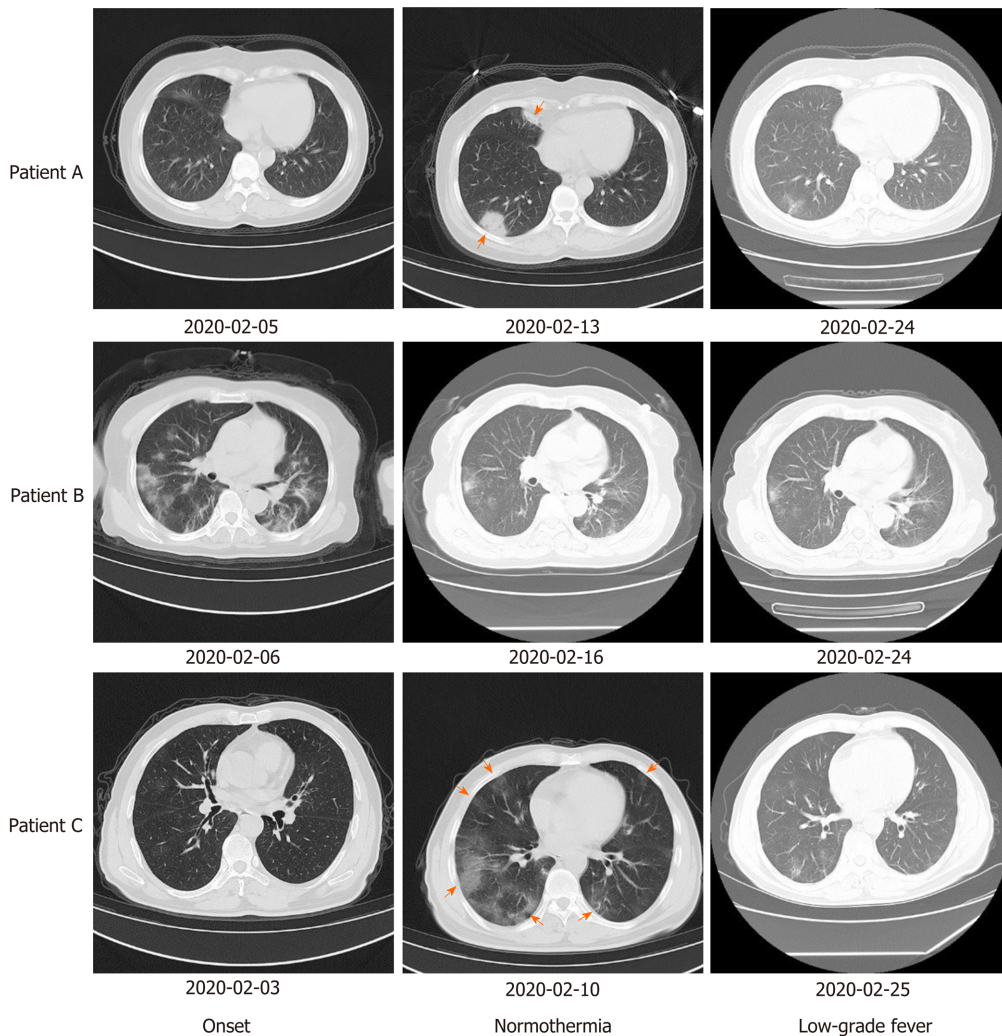 Patient A
2020-02-05 2020-02-13 2020-02-24
Patient B
2020-02-06 2020-02-16 2020-02-24
Patient C
2020-02-03 2020-02-10 2020-02-25
Onset Normothermia Low-grade fever